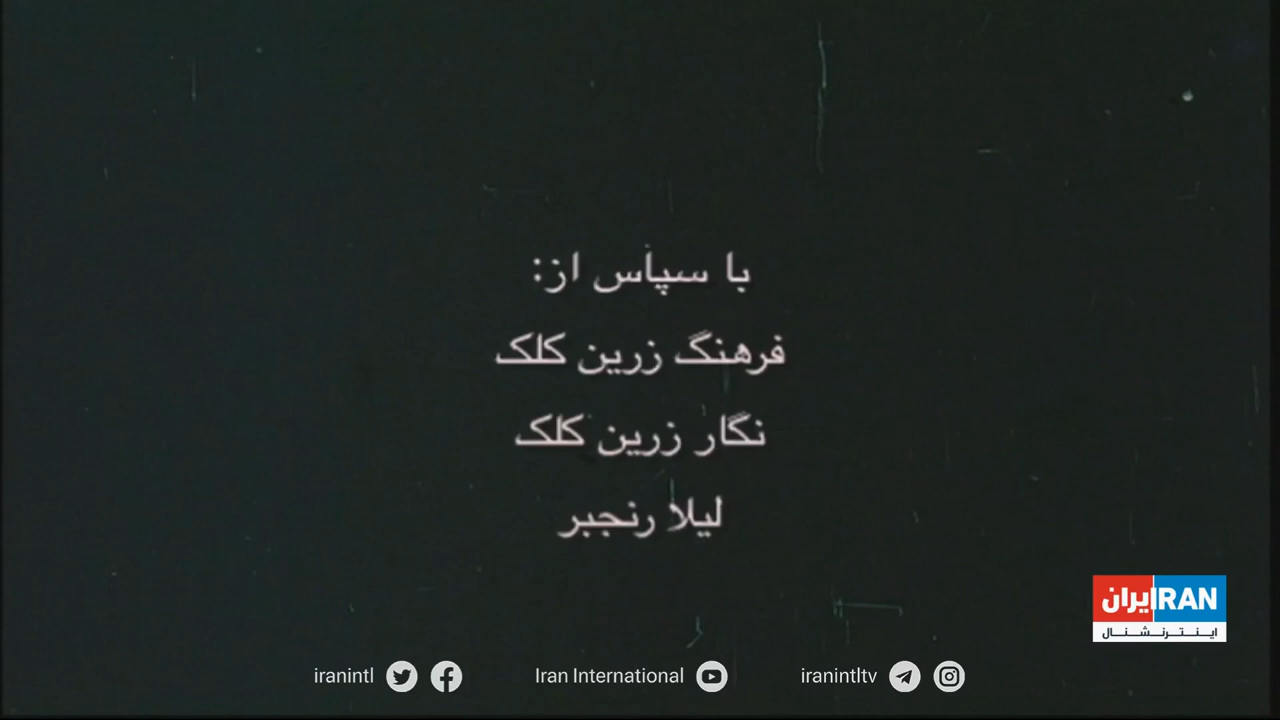 با سپاس از:
فرهنگ زرین کلک
نگار زرین کلک
لیلا رنجبر
ایران IRAN
اینترنشنال
iranintl
Iran International
iranintltv